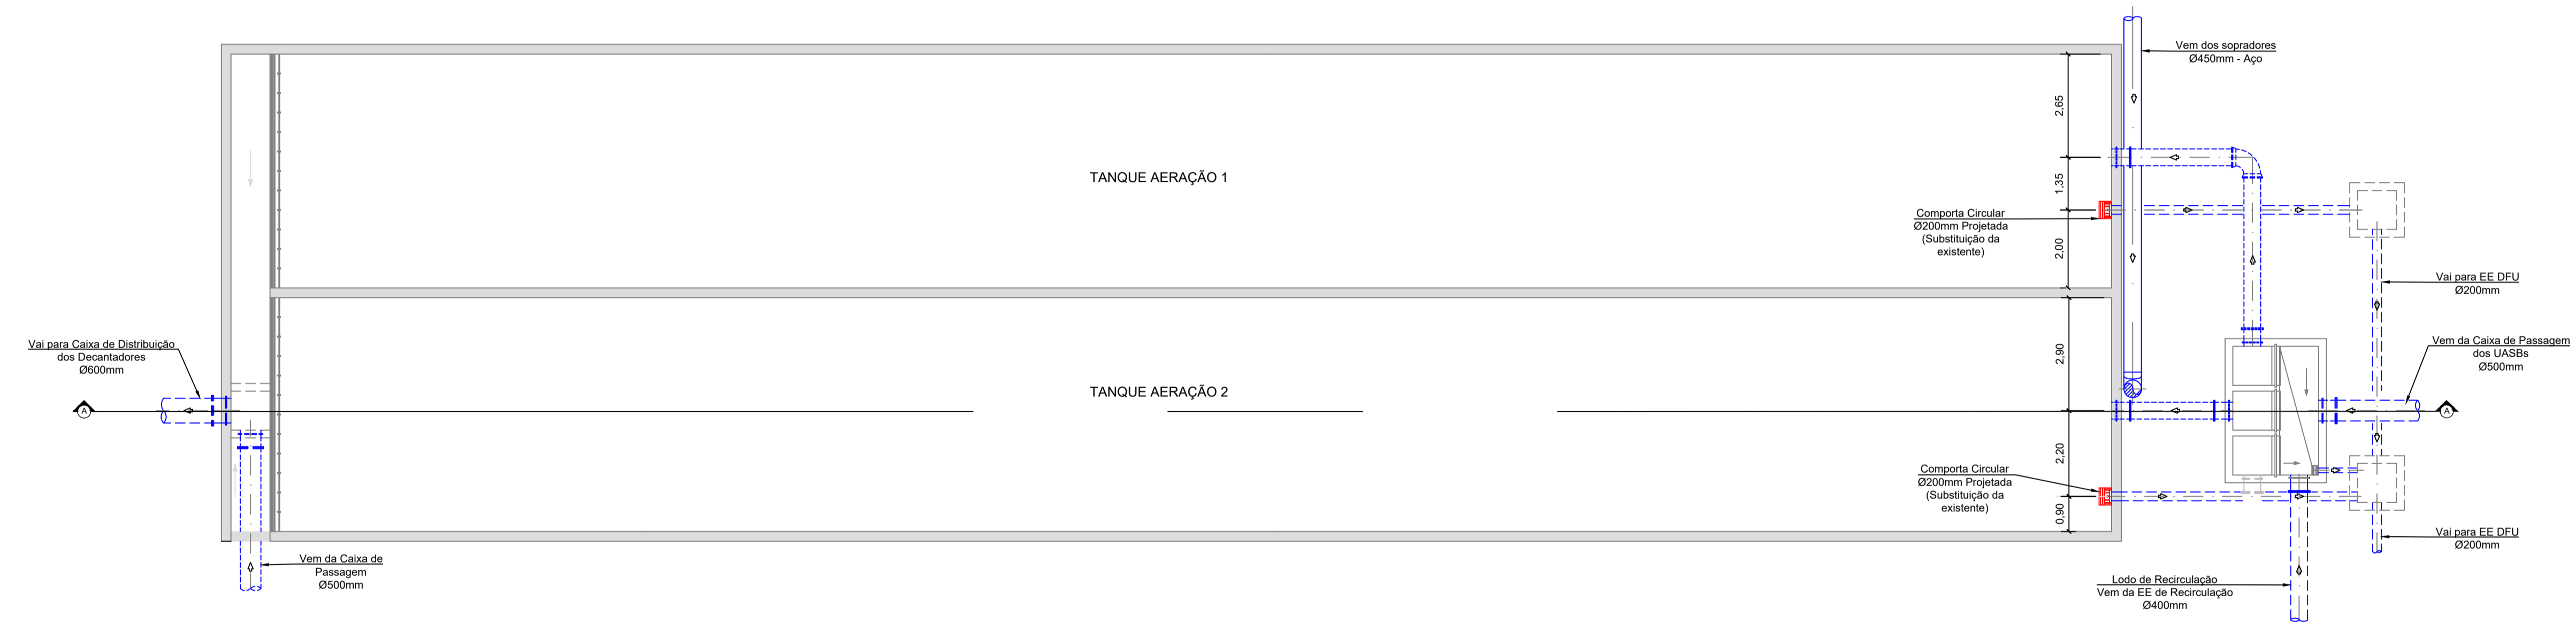 Vem dos sopradores
Ø450mm - Aço
2,65
TANQUE AERAÇÃO 1
1,35
Comporta Circular
Ø200mm Projetada
(Substituição da
existente)
2,00
Vai para EE DFU
Ø200mm
Vai para Caixa de Distribuição
dos Decantadores
Ø600mm
2,90
Vem da Caixa de Passagem
dos UASBs
Ø500mm
TANQUE AERAÇÃO 2
A
A
2,20
Comporta Circular
Ø200mm Projetada
(Substituição da
existente)
0,90
Vai para EE DFU
Ø200mm
Vem da Caixa de
Passagem
Ø500mm
Lodo de Recirculação
Vem da EE de Recirculação
Ø400mm